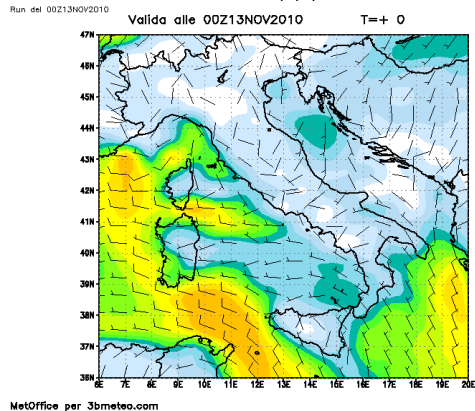 Run del 00Z13NOV2010
Valida alle 00Z13NOV2010 T=+ 0
47N
46N
45N
44N
43N
42N
41N
40N
39N
38N
37N
36N
6E 7E 8E 9E 10E 11E 12E 13E 14E 15E 16E 17E 18E 19E 20E
MetOffice per 3bmeteo.com